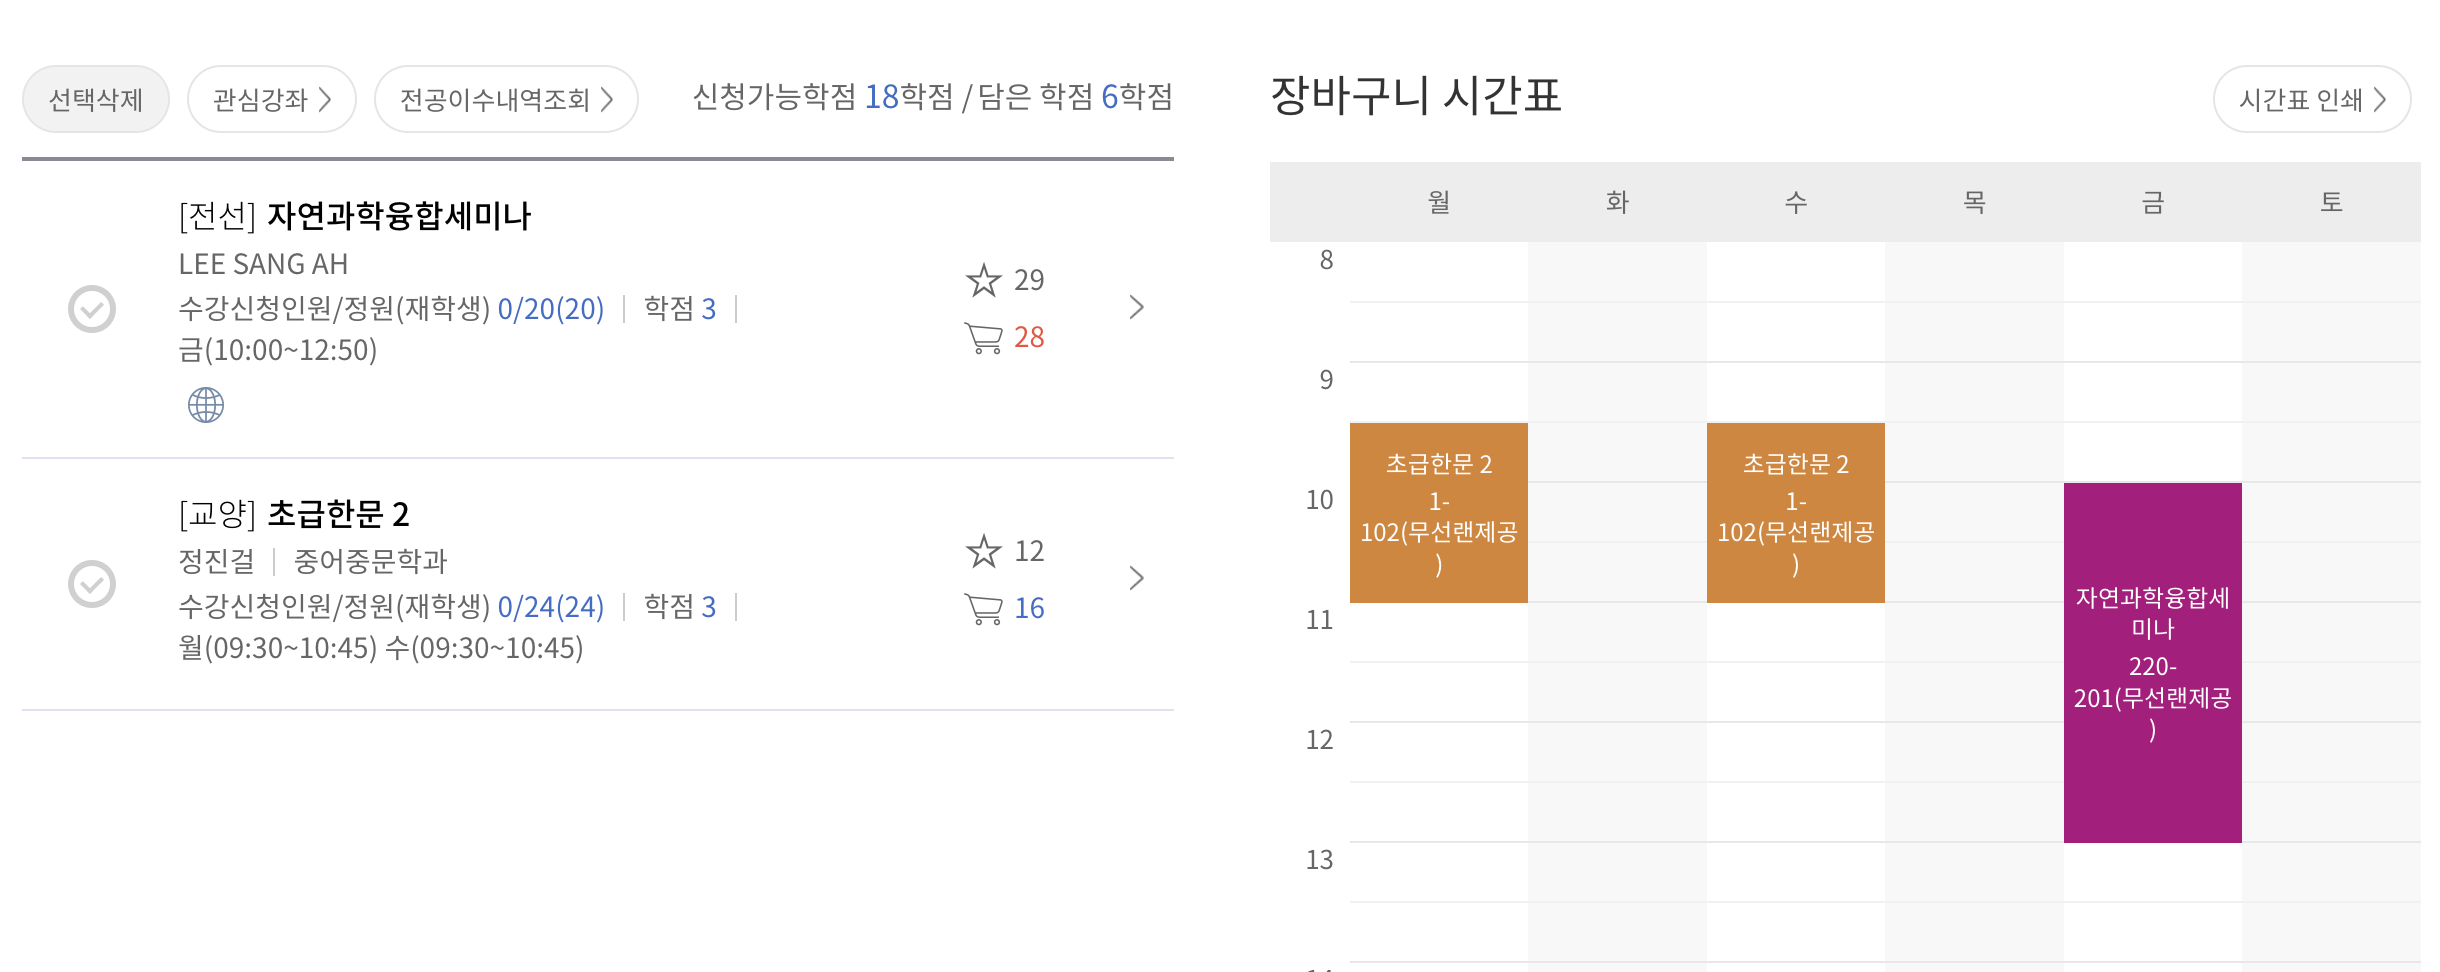 선택삭제
관심강좌
전공이수내역조회
신청가능학점 18학점 / 담은 학점 6학점
[전선] 자연과학융합세미나
LEE SANG AH
수강신청인원/정원(재학생) 0/20(20) | 학점 3 |
금(10:00~12:50)
29
28
[교양] 초급한문 2
정진걸 | 중어중문학과
수강신청인원/정원(재학생) 0/24(24) | 학점 3 |
월(09:30~10:45) 수(09:30~10:45)
12
16
장바구니 시간표
시간표 인쇄
월 화 수 목 금 토
8
9
10
11
12
13
초급한문 2
1-
102(무선랜제공
)
초급한문 2
1-
102(무선랜제공
)
자연과학융합세
미나
220-
201(무선랜제공
)